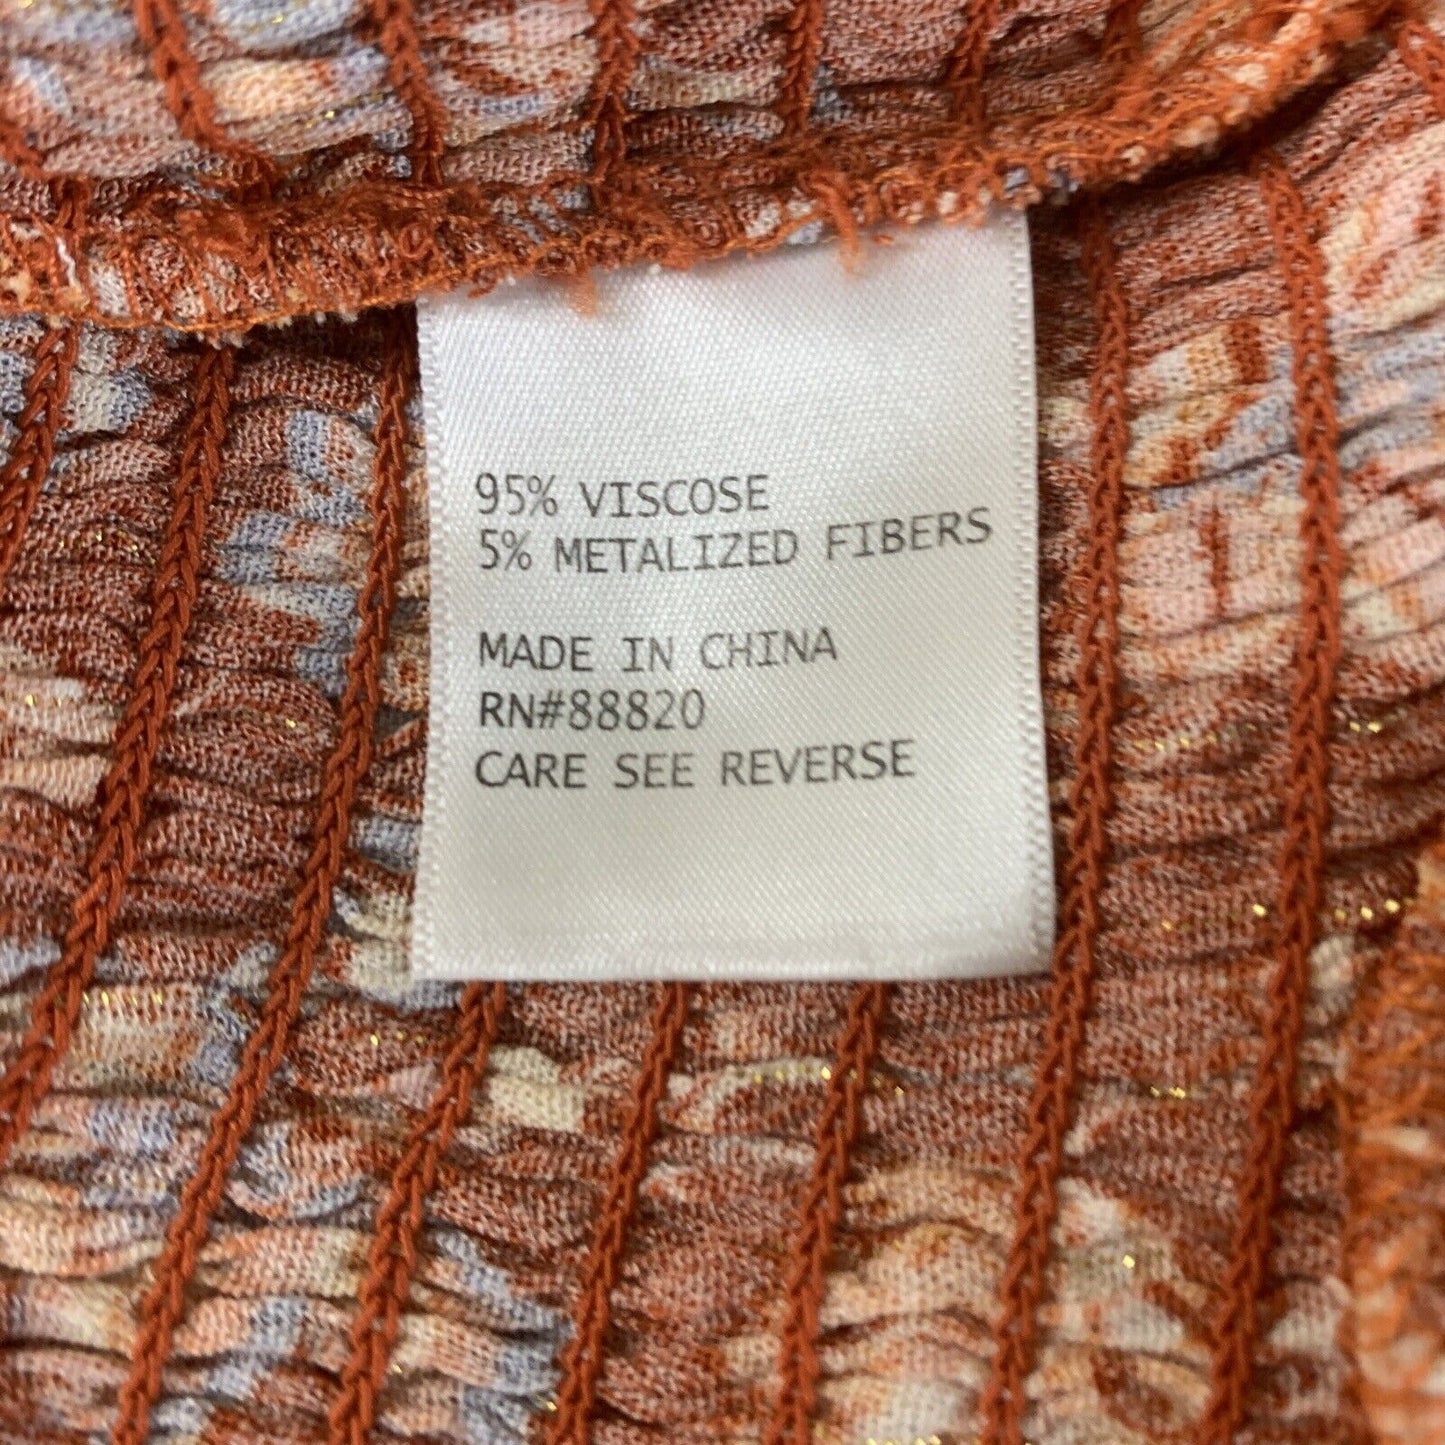 95% VISCOSE
5% METALIZED FIBERS
MADE IN CHINA
RN#88820
CARE SEE REVERSE